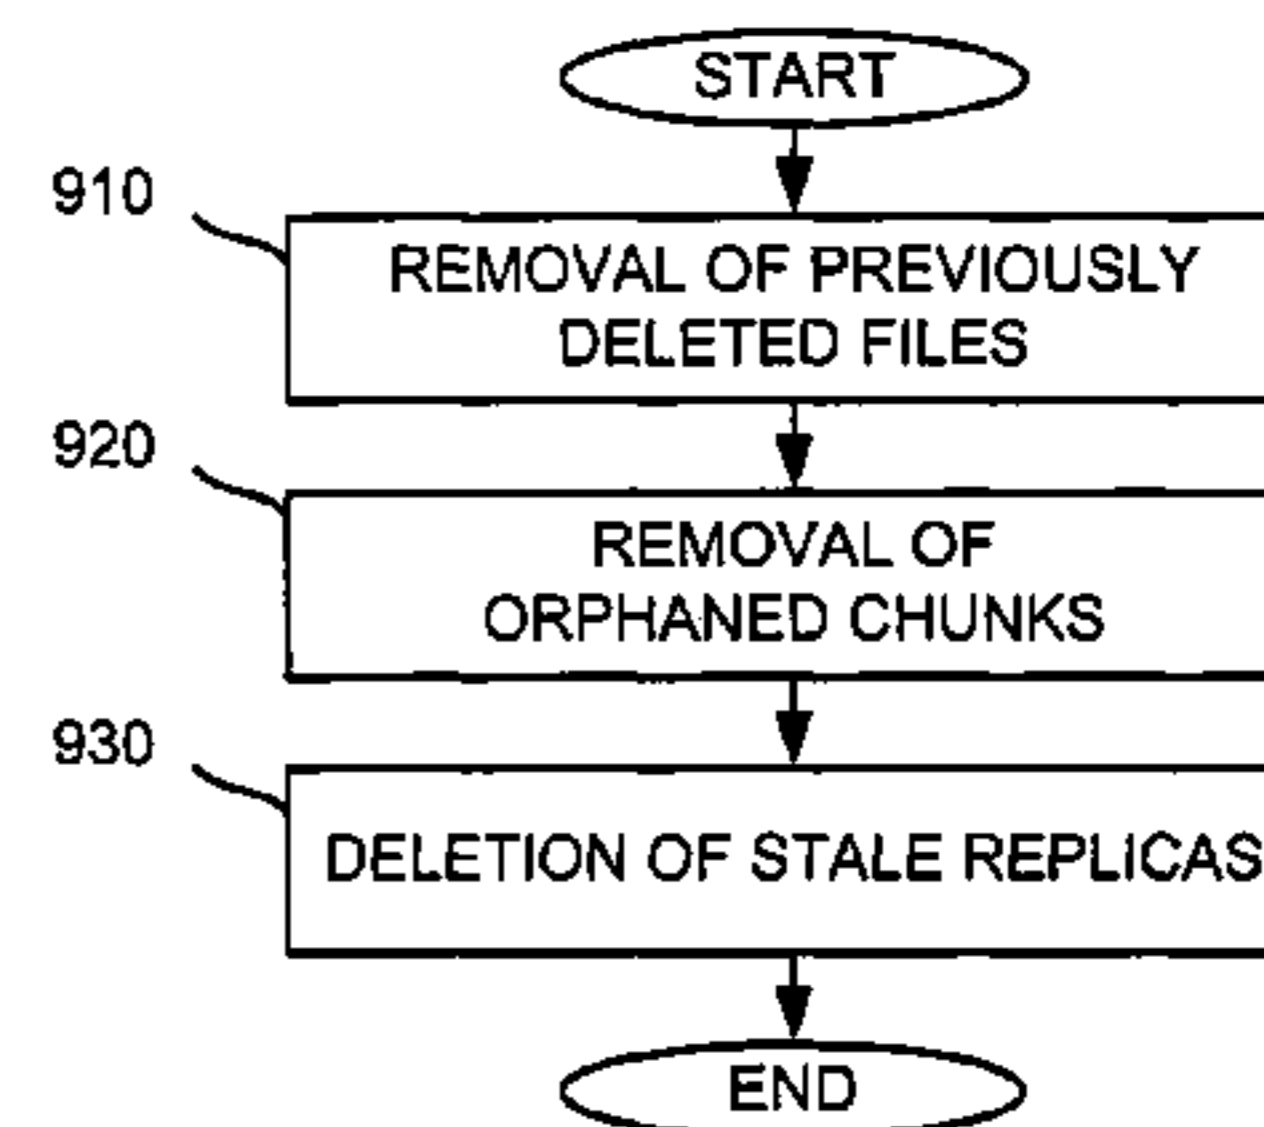 START
910
REMOVAL OF PREVIOUSLY
DELETED FILES
920
REMOVAL OF
ORPHANED CHUNKS
930
DELETION OF STALE REPLICAS
END